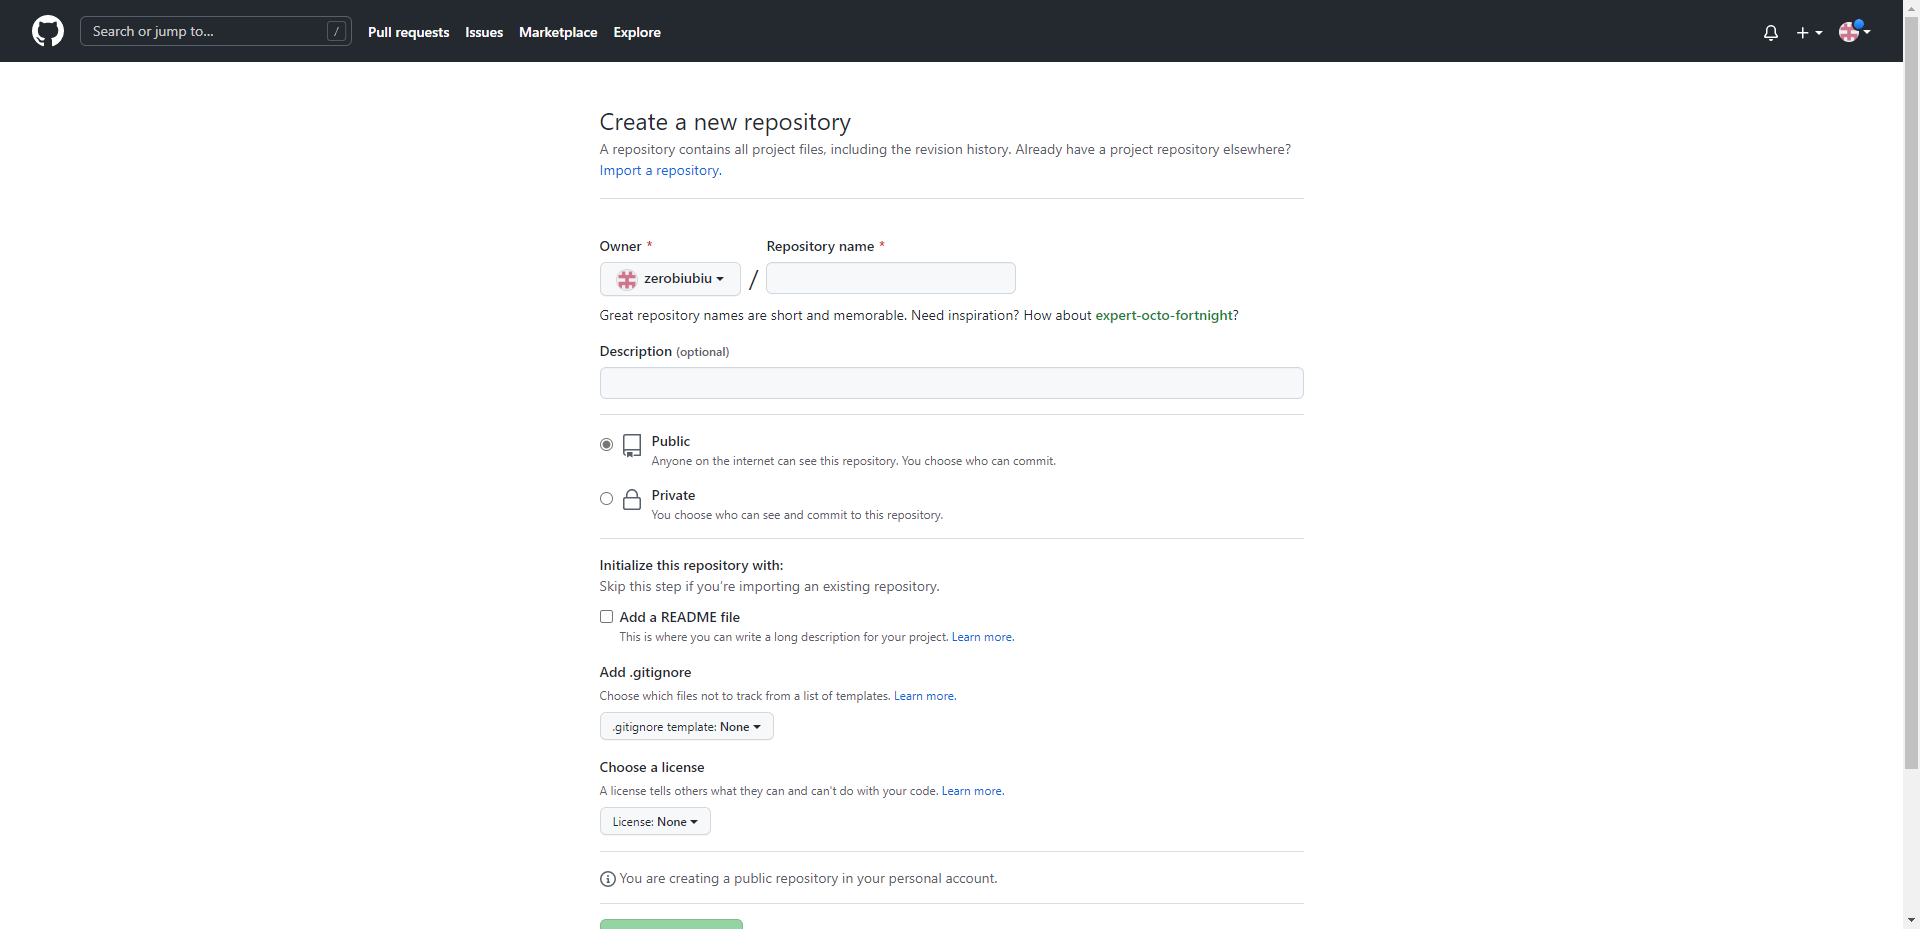 Search or jump to... / Pull requests Issues Marketplace Explore
Create a new repository
A repository contains all project files, including the revision history. Already have a project repository elsewhere?
Import a repository.
Owner * Repository name *
zerobiubiu /
Great repository names are short and memorable. Need inspiration? How about expert-octo-fortnight?
Description (optional)
Public
Anyone on the internet can see this repository. You choose who can commit.
Private
You choose who can see and commit to this repository.
Initialize this repository with:
Skip this step if you're importing an existing repository.
Add a README file
This is where you can write a long description for your project. Learn more.
Add .gitignore
Choose which files not to track from a list of templates. Learn more.
.gitignore template: None
Choose a license
A license tells others what they can and can't do with your code. Learn more.
License: None
You are creating a public repository in your personal account.